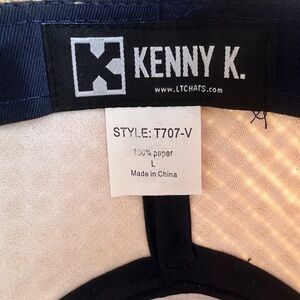 KENNY K.
www.LTCHATS.com
STYLE: T707-V
100% paper
L
Made in China